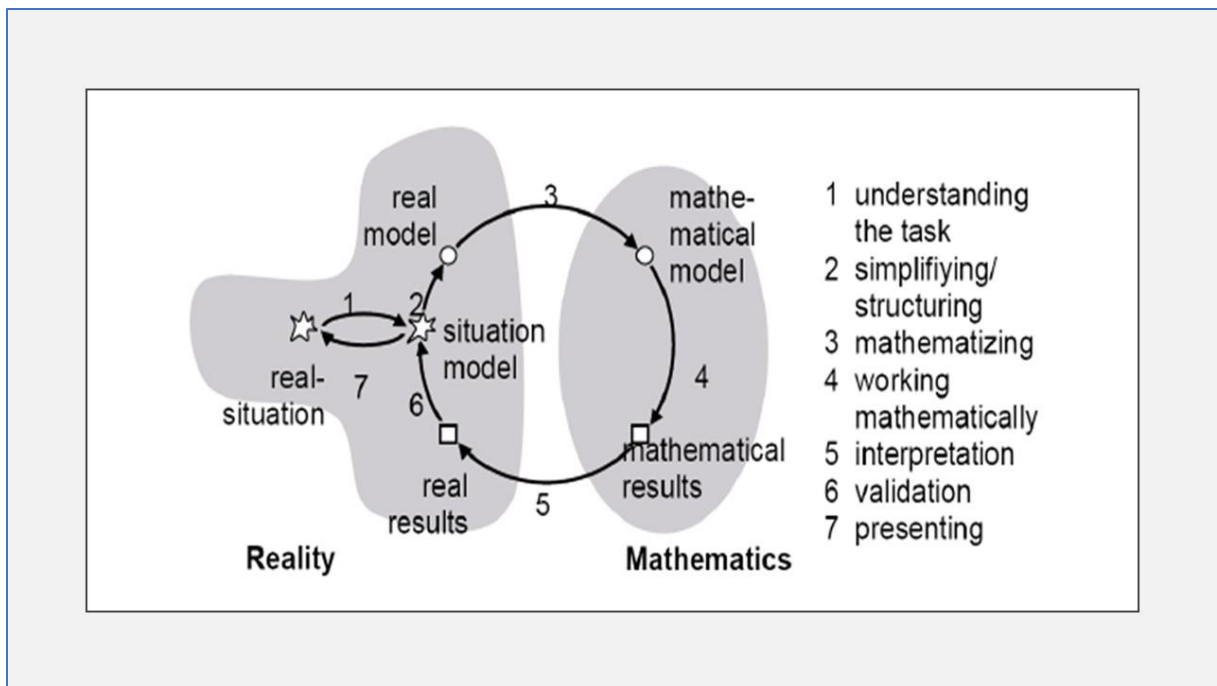 real
model
3
mathe-
matical
model
1
2
situation
model
real-
situation
7
6
4
mathematical
results
real
results
5
Reality
Mathematics
1 understanding
the task
2 simplifiying/
structuring
3 mathematizing
4 working
mathematically
5 interpretation
6 validation
7 presenting